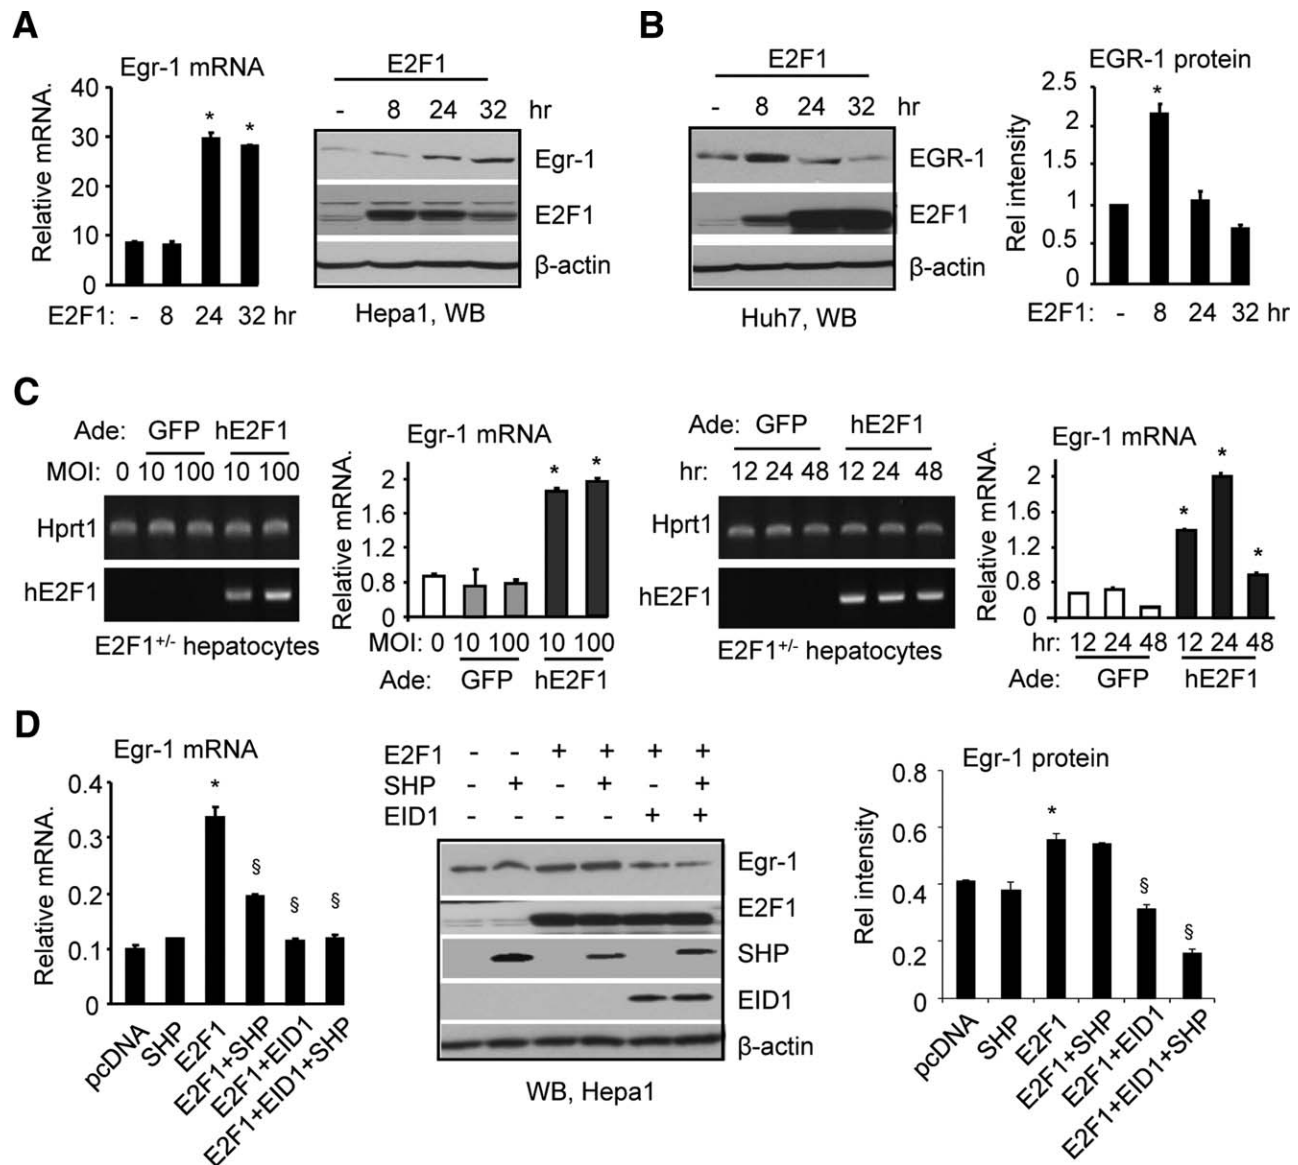 A
Egr-1 mRNA
Relative mRNA.
40
30
20
10
0
* *
E2F1: - 8 24 32 hr
E2F1
- 8 24 32 hr
Egr-1
E2F1
β-actin
Hepa1, WB
B
E2F1
- 8 24 32 hr
EGR-1
E2F1
β-actin
Huh7, WB
EGR-1 protein
Rel intensity
2.5
2
1.5
1
0.5
0
*
E2F1: - 8 24 32 hr
C
Ade: GFP hE2F1
MOI: 0 10 100 10 100
Hprt1
hE2F1
E2F1+/- hepatocytes
Egr-1 mRNA
Relative mRNA.
2
1.6
1.2
0.8
0
* *
MOI: 0 10 100 10 100
Ade: GFP hE2F1
Ade: GFP hE2F1
hr: 12 24 48 12 24 48
Hprt1
hE2F1
E2F1+/- hepatocytes
Egr-1 mRNA
Relative mRNA.
2
1.6
1.2
0.8
0
* * *
hr: 12 24 48 12 24 48
Ade: GFP hE2F1
D
Egr-1 mRNA
Relative mRNA.
0.4
0.3
0.2
0.1
0
* § § §
pcDNA
SHP
E2F1
E2F1+SHP
E2F1+EID1
E2F1+EID1+SHP
E2F1 - - + + + +
SHP - + - + - +
EID1 - - - - + +
Egr-1
E2F1
SHP
EID1
β-actin
WB, Hepa1
Egr-1 protein
Rel intensity
0.8
0.6
0.4
0.2
0
* § §
pcDNA
SHP
E2F1
E2F1+SHP
E2F1+EID1
E2F1+EID1+SHP